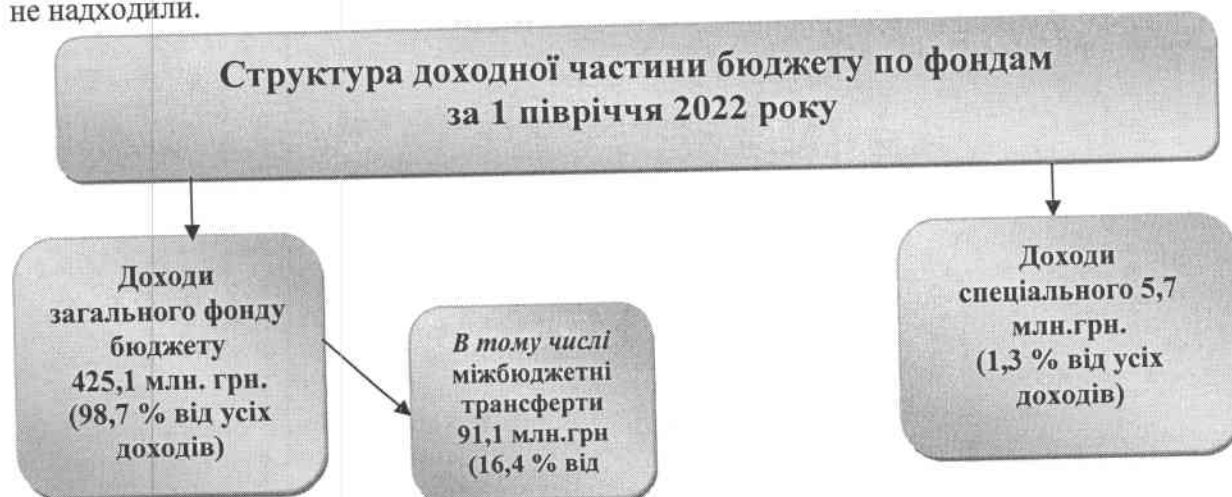 не надходили.
Структура доходної частини бюджету по фондам
за 1 півріччя 2022 року
Доходи
загального фонду
бюджету
425,1 млн. грн.
(98,7 % від усіх
доходів)
В тому числі
міжбюджетні
трансферти
91,1 млн.грн
(16,4 % від
Доходи
спеціального 5,7
млн.грн.
(1,3 % від усіх
доходів)